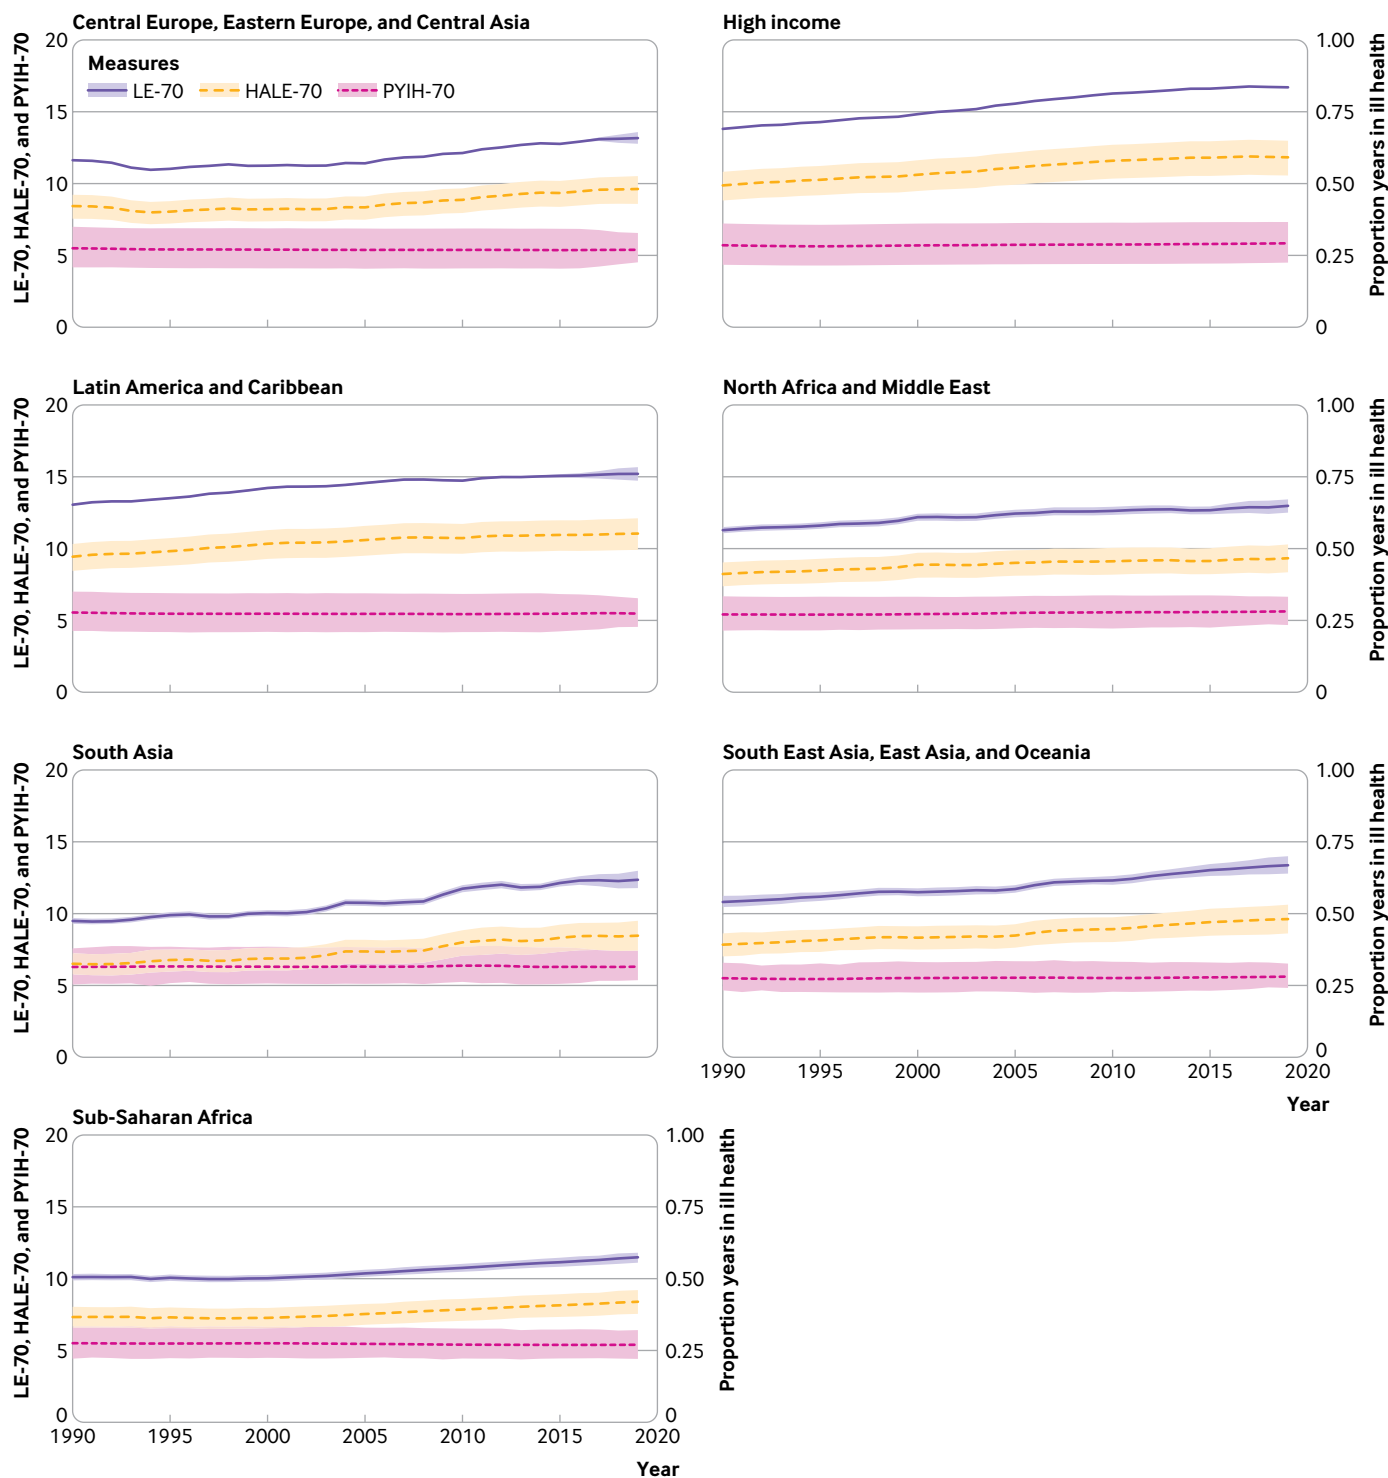 Central Europe, Eastern Europe, and Central Asia
LE-70, HALE-70, and PYIH-70
20
15
10
5
0
Measures
LE-70
HALE-70
PYIH-70
High income
1.00
0.75
0.50
0.25
0
Proportion years in ill health
Latin America and Caribbean
LE-70, HALE-70, and PYIH-70
20
15
10
5
0
North Africa and Middle East
1.00
0.75
0.50
0.25
0
Proportion years in ill health
South Asia
LE-70, HALE-70, and PYIH-70
20
15
10
5
0
South East Asia, East Asia, and Oceania
1.00
0.75
0.50
0.25
0
Proportion years in ill health
1990 1995 2000 2005 2010 2015 2020
Year
Sub-Saharan Africa
LE-70, HALE-70, and PYIH-70
20
15
10
5
0
1.00
0.75
0.50
0.25
0
Proportion years in ill health
1990 1995 2000 2005 2010 2015 2020
Year